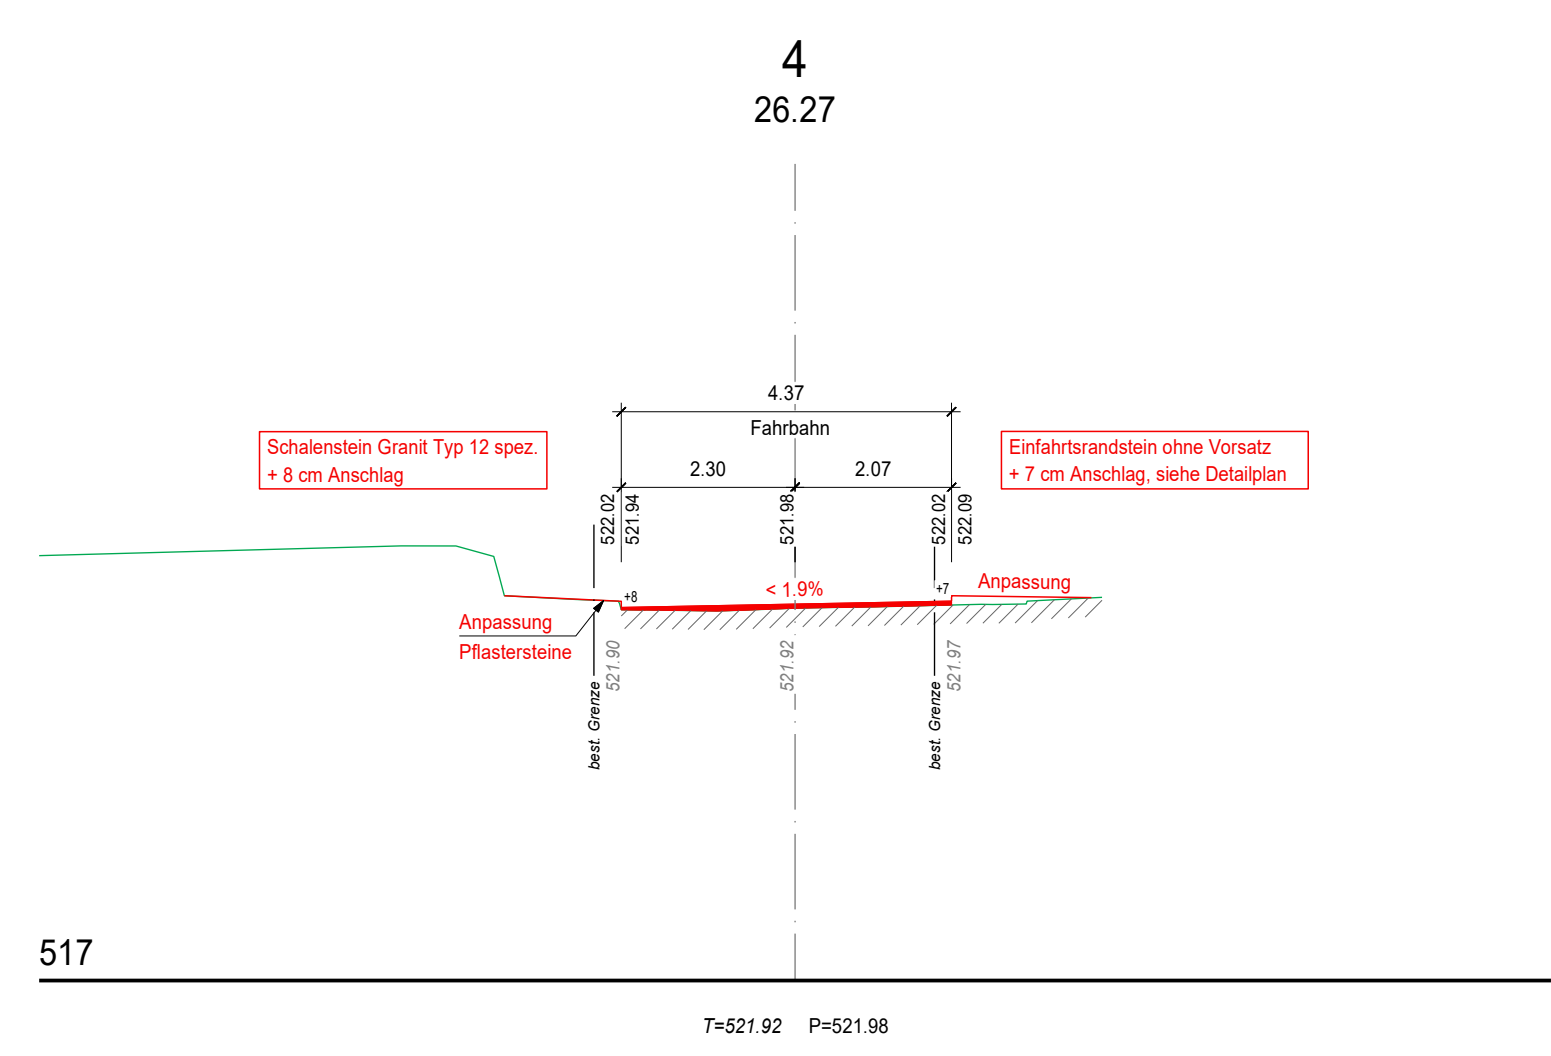 4
26.27
4.37
Fahrbahn
Schalenstein Granit Typ 12 spez.
+ 8 cm Anschlag
Einfahrtsrandstein ohne Vorsatz
+ 7 cm Anschlag, siehe Detailplan
2.30
2.07
522.02
521.94
521.98
522.02
522.09
+8
< 1.9%
+7
Anpassung
Anpassung
Pflastersteine
521.90
521.92
521.97
best. Grenze
best. Grenze
517
T=521.92 P=521.98